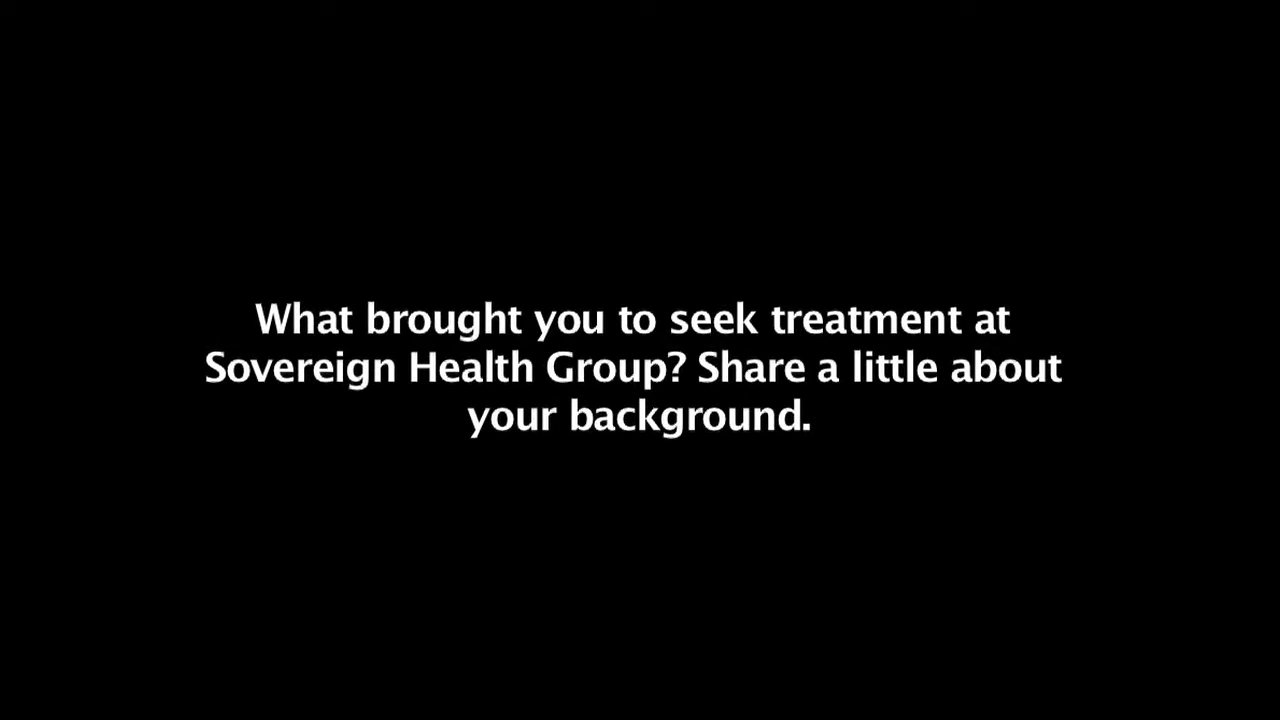 What brought you to seek treatment at
Sovereign Health Group? Share a little about
your background.